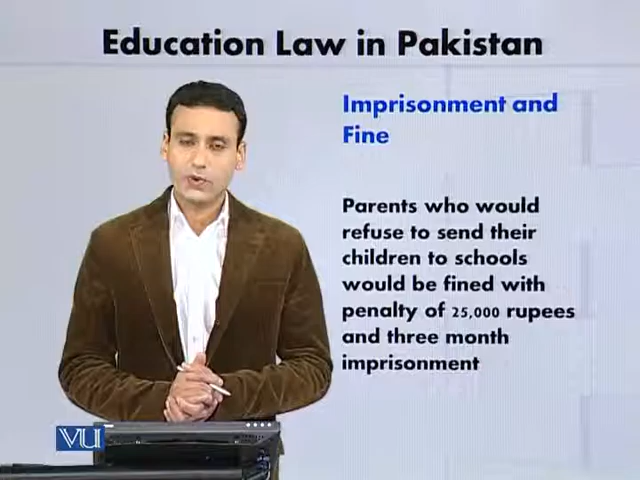 Education Law in Pakistan
Imprisonment and
Fine
Parents who would
refuse to send their
children to schools
would be fined with
penalty of 25,000 rupees
and three month
imprisonment
VU